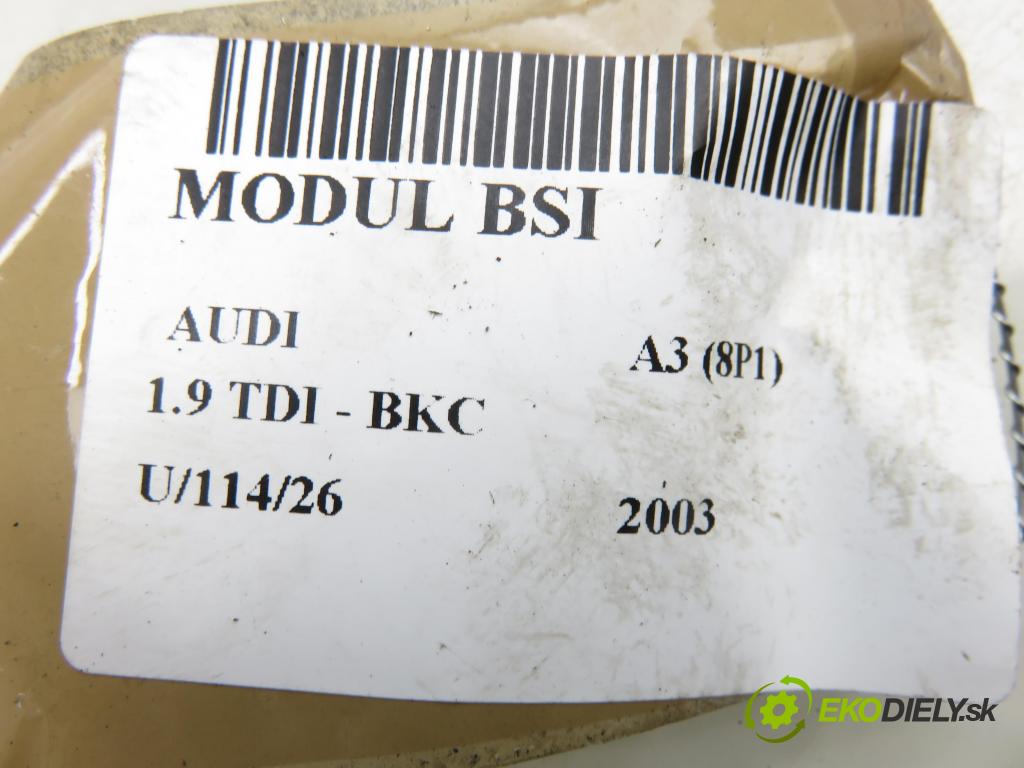 MODUL BSI
AUDI A3 (8P1)
1.9 TDI - BKC
U/114/26 2003
EKODIELY.sk